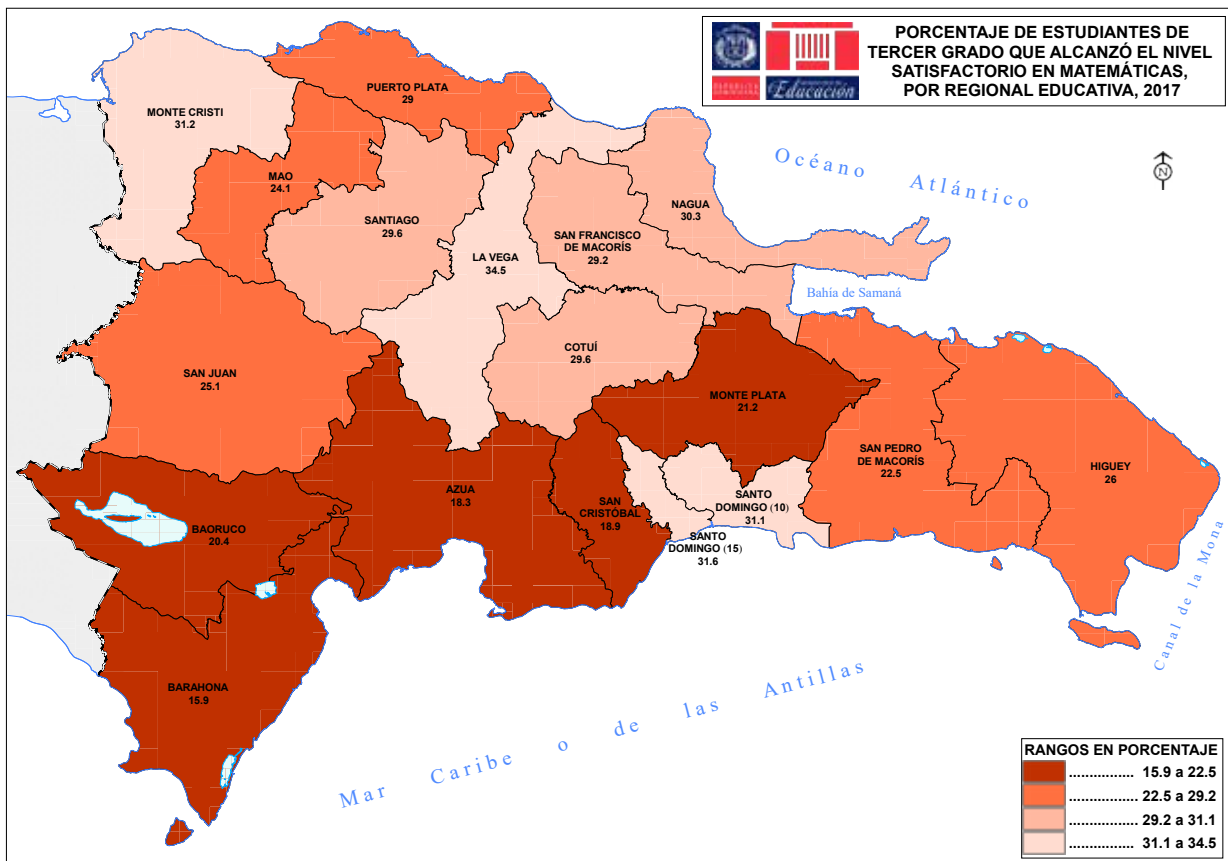 PORCENTAJE DE ESTUDIANTES DE
TERCER GRADO QUE ALCANZÓ EL NIVEL
SATISFACTORIO EN MATEMÁTICAS,
POR REGIONAL EDUCATIVA, 2017
Educación
N
PUERTO PLATA
29
MONTE CRISTI
31.2
MAO
24.1
SANTIAGO
29.6
LA VEGA
34.5
SAN FRANCISCO
DE MACORÍS
29.2
NAGUA
30.3
Océano Atlántico
Bahía de Samaná
COTUÍ
29.6
SAN JUAN
25.1
MONTE PLATA
21.2
SAN PEDRO
DE MACORÍS
22.5
HIGUEY
26
AZUA
18.3
SAN
CRISTÓBAL
18.9
SANTO
DOMINGO (10)
31.1
SANTO
DOMINGO (15)
31.6
BAORUCO
20.4
BARAHONA
15.9
Canal de la Mona
Mar Caribe o de las Antillas
RANGOS EN PORCENTAJE
................ 15.9 a 22.5
................ 22.5 a 29.2
................ 29.2 a 31.1
................ 31.1 a 34.5